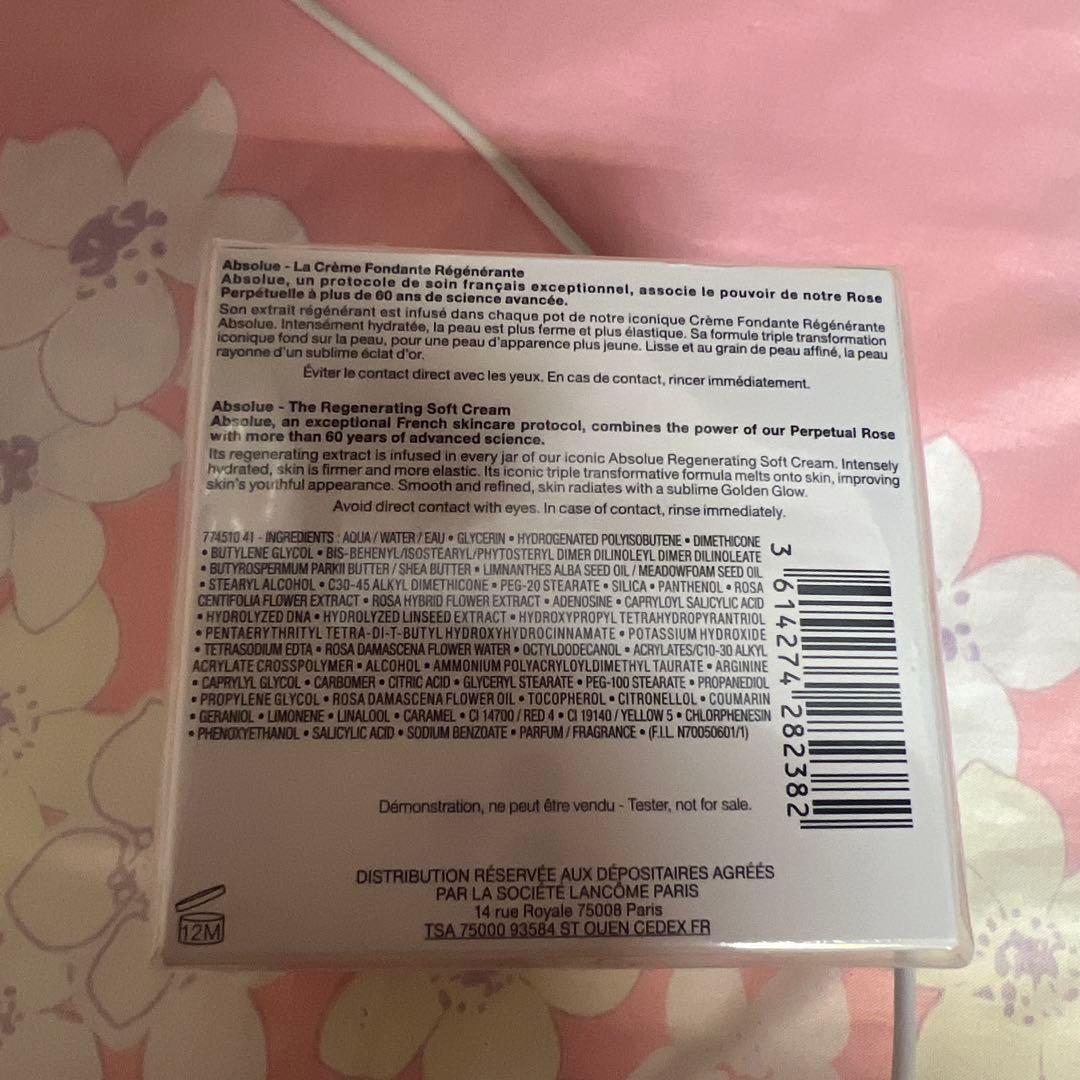 Absolue - La Crème Fondante Régénérante
Absolue, un protocole de soin français exceptionnel, associe le pouvoir de notre Rose
Perpétuelle à plus de 60 ans de science avancée.
Son extrait régénérant est infusé dans chaque pot de notre iconique Crème Fondante Régénérante
Absolue. Intensément hydratée, la peau est plus ferme et plus élastique. Sa formule triple transformation
iconique fond sur la peau, pour une peau d'apparence plus jeune. Lisse et au grain de peau affiné, la peau
rayonne d'un sublime éclat d'or.
Éviter le contact direct avec les yeux. En cas de contact, rincer immédiatement.
Absolue - The Regenerating Soft Cream
Absolue, an exceptional French skincare protocol, combines the power of our Perpetual Rose
with more than 60 years of advanced science.
Its regenerating extract is infused in every jar of our iconic Absolue Regenerating Soft Cream. Intensely
hydrated, skin is firmer and more elastic. Its iconic triple transformative formula melts onto skin, improving
skin's youthful appearance. Smooth and refined, skin radiates with a sublime Golden Glow.
Avoid direct contact with eyes. In case of contact, rinse immediately.
774510 41 - INGREDIENTS : AQUA / WATER / EAU • GLYCERIN • HYDROGENATED POLYISOBUTENE • DIMETHICONE
• BUTYLENE GLYCOL • BIS-BEHENYL/ISOSTEARYL/PHYTOSTERYL DIMER DILINOLEYL DIMER DILINOLEATE
• BUTYROSPERMUM PARKII BUTTER / SHEA BUTTER • LIMNANTHES ALBA SEED OIL / MEADOWFOAM SEED OIL
• STEARYL ALCOHOL • C30-45 ALKYL DIMETHICONE • PEG-20 STEARATE • SILICA • PANTHENOL • ROSA
CENTIFOLIA FLOWER EXTRACT • ROSA HYBRID FLOWER EXTRACT • ADENOSINE • CAPRYLOYL SALICYLIC ACID
• HYDROLYZED DNA • HYDROLYZED LINSEED EXTRACT • HYDROXYPROPYL TETRAHYDROPYRANTRIOL
• PENTAERYTHRITYL TETRA-DI-T-BUTYL HYDROXYHYDROCINNAMATE • POTASSIUM HYDROXIDE
• TETRASODIUM EDTA • ROSA DAMASCENA FLOWER WATER • OCTYLDODECANOL • ACRYLATES/C10-30 ALKYL
ACRYLATE CROSSPOLYMER • ALCOHOL • AMMONIUM POLYACRYLOYLDIMETHYL TAURATE • ARGININE
• CAPRYLYL GLYCOL • CARBOMER • CITRIC ACID • GLYCERYL STEARATE • PEG-100 STEARATE • PROPANEDIOL
• PROPYLENE GLYCOL • ROSA DAMASCENA FLOWER OIL • TOCOPHEROL • CITRONELLOL • COUMARIN
• GERANIOL • LIMONENE • LINALOOL • CARAMEL • CI 14700 / RED 4 • CI 19140 / YELLOW 5 • CHLORPHENESIN
• PHENOXYETHANOL • SALICYLIC ACID • SODIUM BENZOATE • PARFUM / FRAGRANCE • (F.I.L. N70050601/1)
3 614274 282382
Démonstration, ne peut être vendu - Tester, not for sale.
DISTRIBUTION RÉSERVÉE AUX DÉPOSITAIRES AGRÉÉS
PAR LA SOCIÉTÉ LANCÔME PARIS
14 rue Royale 75008 Paris
TSA 75000 93584 ST OUEN CEDEX FR
12M